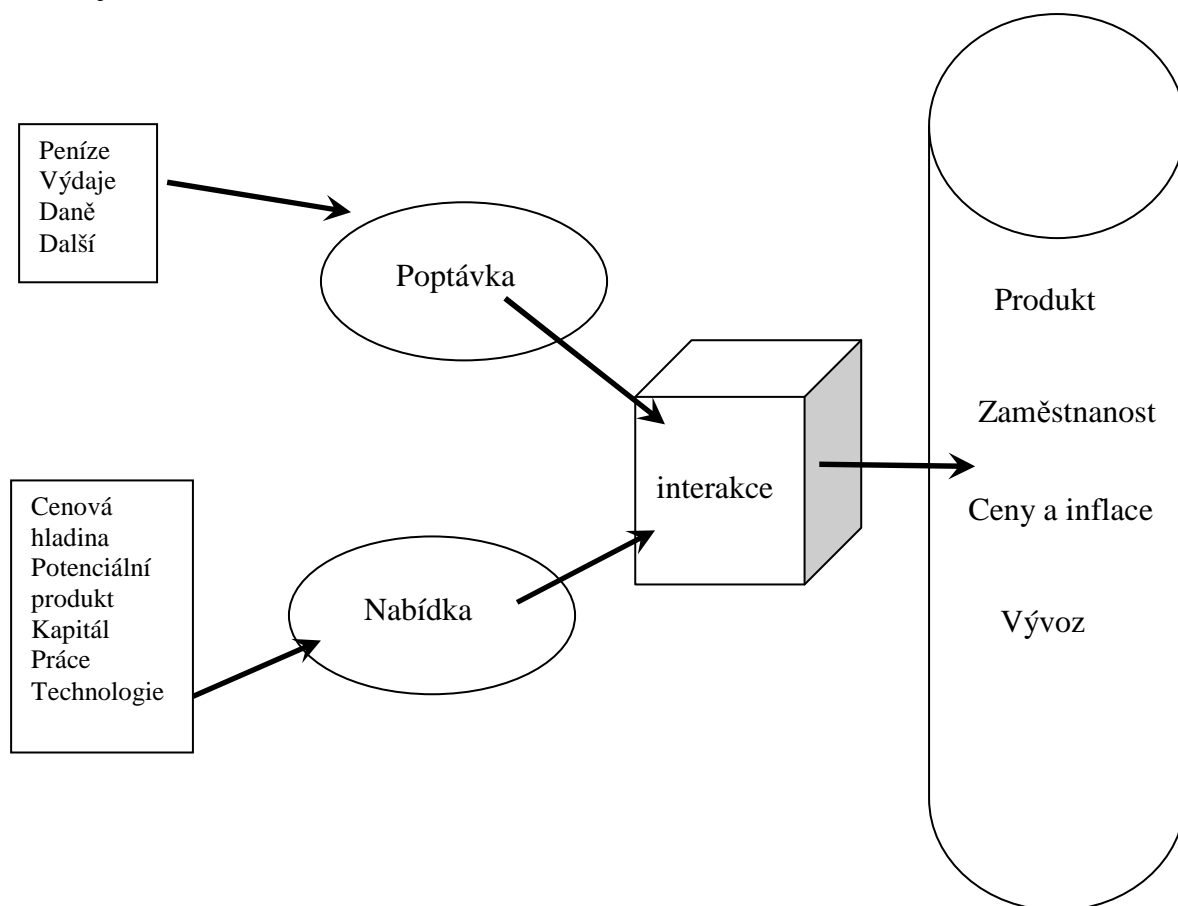 Peníze
Výdaje
Daně
Další
Poptávka
Cenová
hladina
Potenciální
produkt
Kapitál
Práce
Technologie
Nabídka
interakce
Produkt
Zaměstnanost
Ceny a inflace
Vývoz